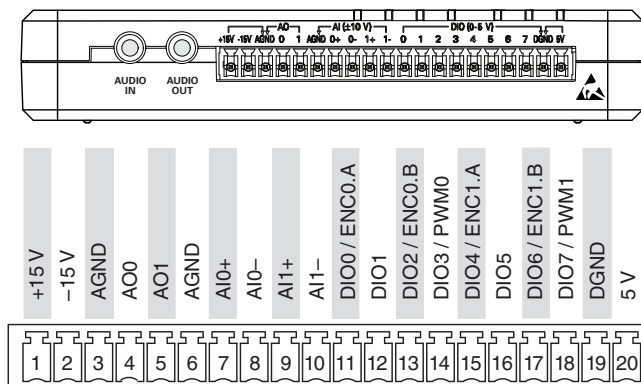 AO AI (±10 V) DIO (0-5 V)
+15V -15V AGND 0 1 AGND 0+ 0- 1+ 1- 0 1 2 3 4 5 6 7 DGND 5V
AUDIO IN
AUDIO OUT
+15 V
–15 V
AGND
AO0
AO1
AGND
AI0+
AI0–
AI1+
AI1–
DIO0 / ENC0.A
DIO1
DIO2 / ENC0.B
DIO3 / PWM0
DIO4 / ENC1.A
DIO5
DIO6 / ENC1.B
DIO7 / PWM1
DGND
5 V
1 2 3 4 5 6 7 8 9 10 11 12 13 14 15 16 17 18 19 20